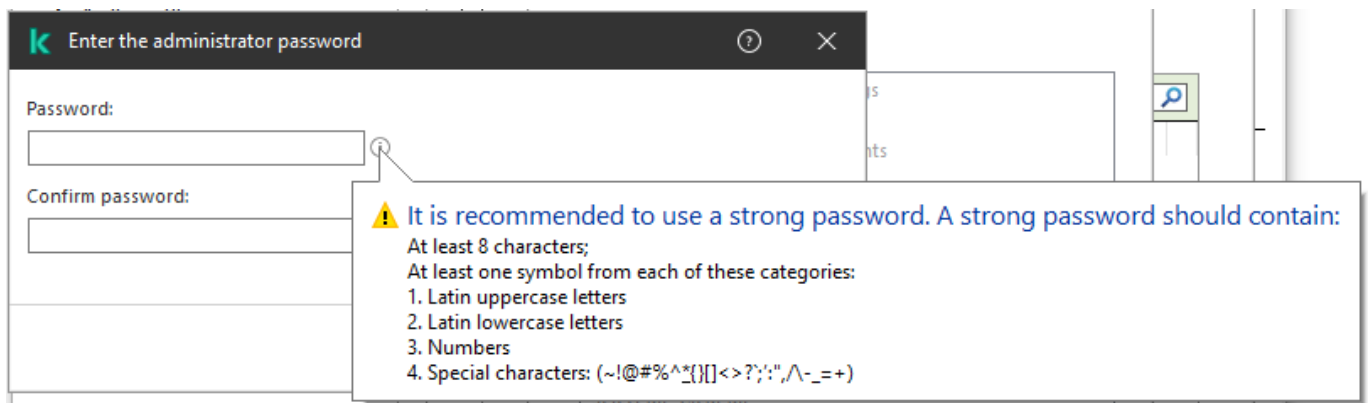 Enter the administrator password
Password:
Confirm password:
It is recommended to use a strong password. A strong password should contain:
At least 8 characters;
At least one symbol from each of these categories:
1. Latin uppercase letters
2. Latin lowercase letters
3. Numbers
4. Special characters: (~!@#%^*{}[]<>?`;':",/\-_=+)
gs
nts